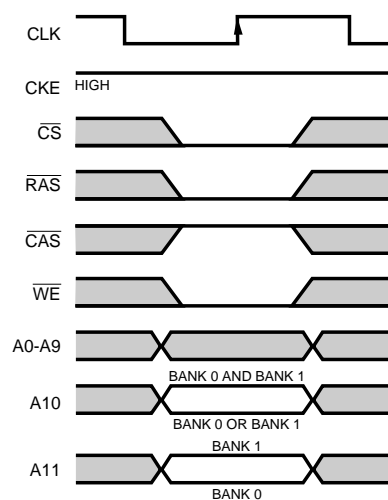 CLK
CKE HIGH
CS
RAS
CAS
WE
A0-A9
BANK 0 AND BANK 1
A10
BANK 0 OR BANK 1
BANK 1
A11
BANK 0